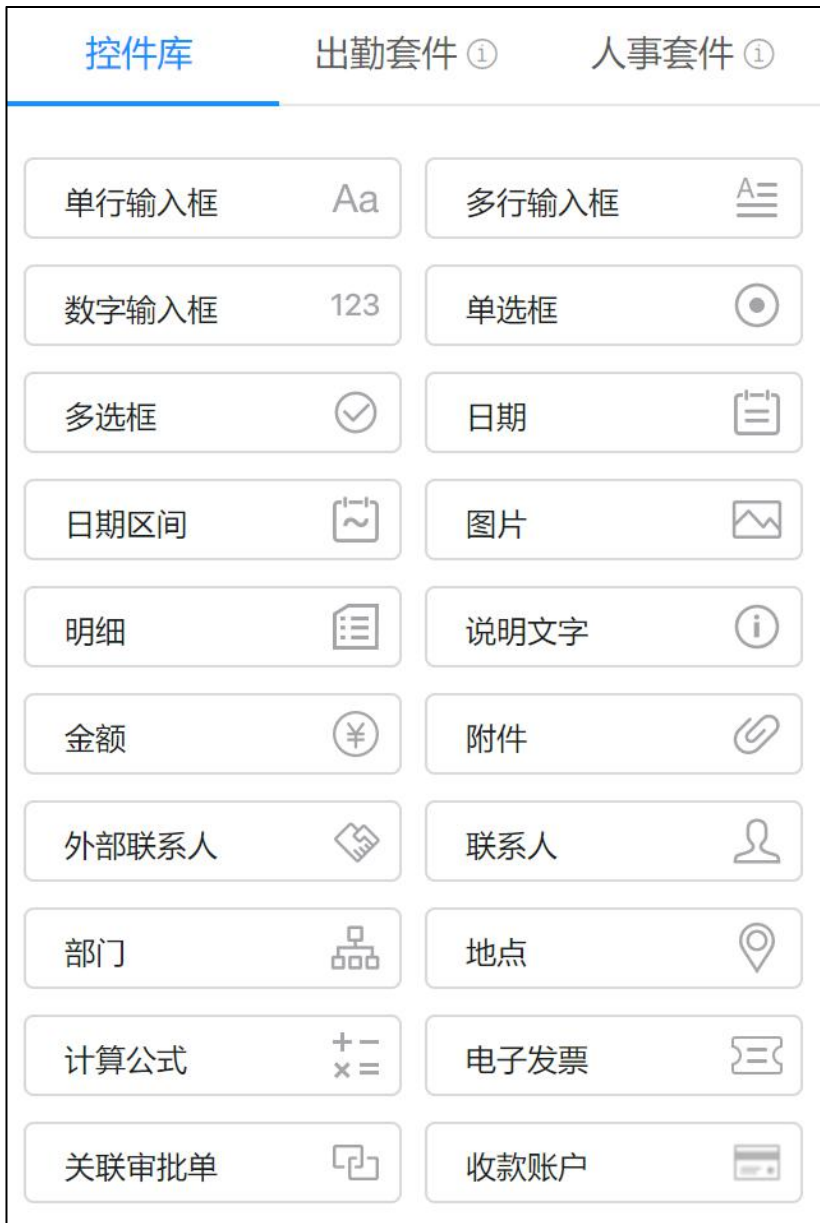 控件库 出勤套件 人事套件
单行输入框 Aa 多行输入框 A
数字输入框 123 单选框
多选框 日期
日期区间 图片
明细 说明文字
金额 ¥ 附件
外部联系人 联系人
部门 地点
计算公式 电子发票
关联审批单 收款账户